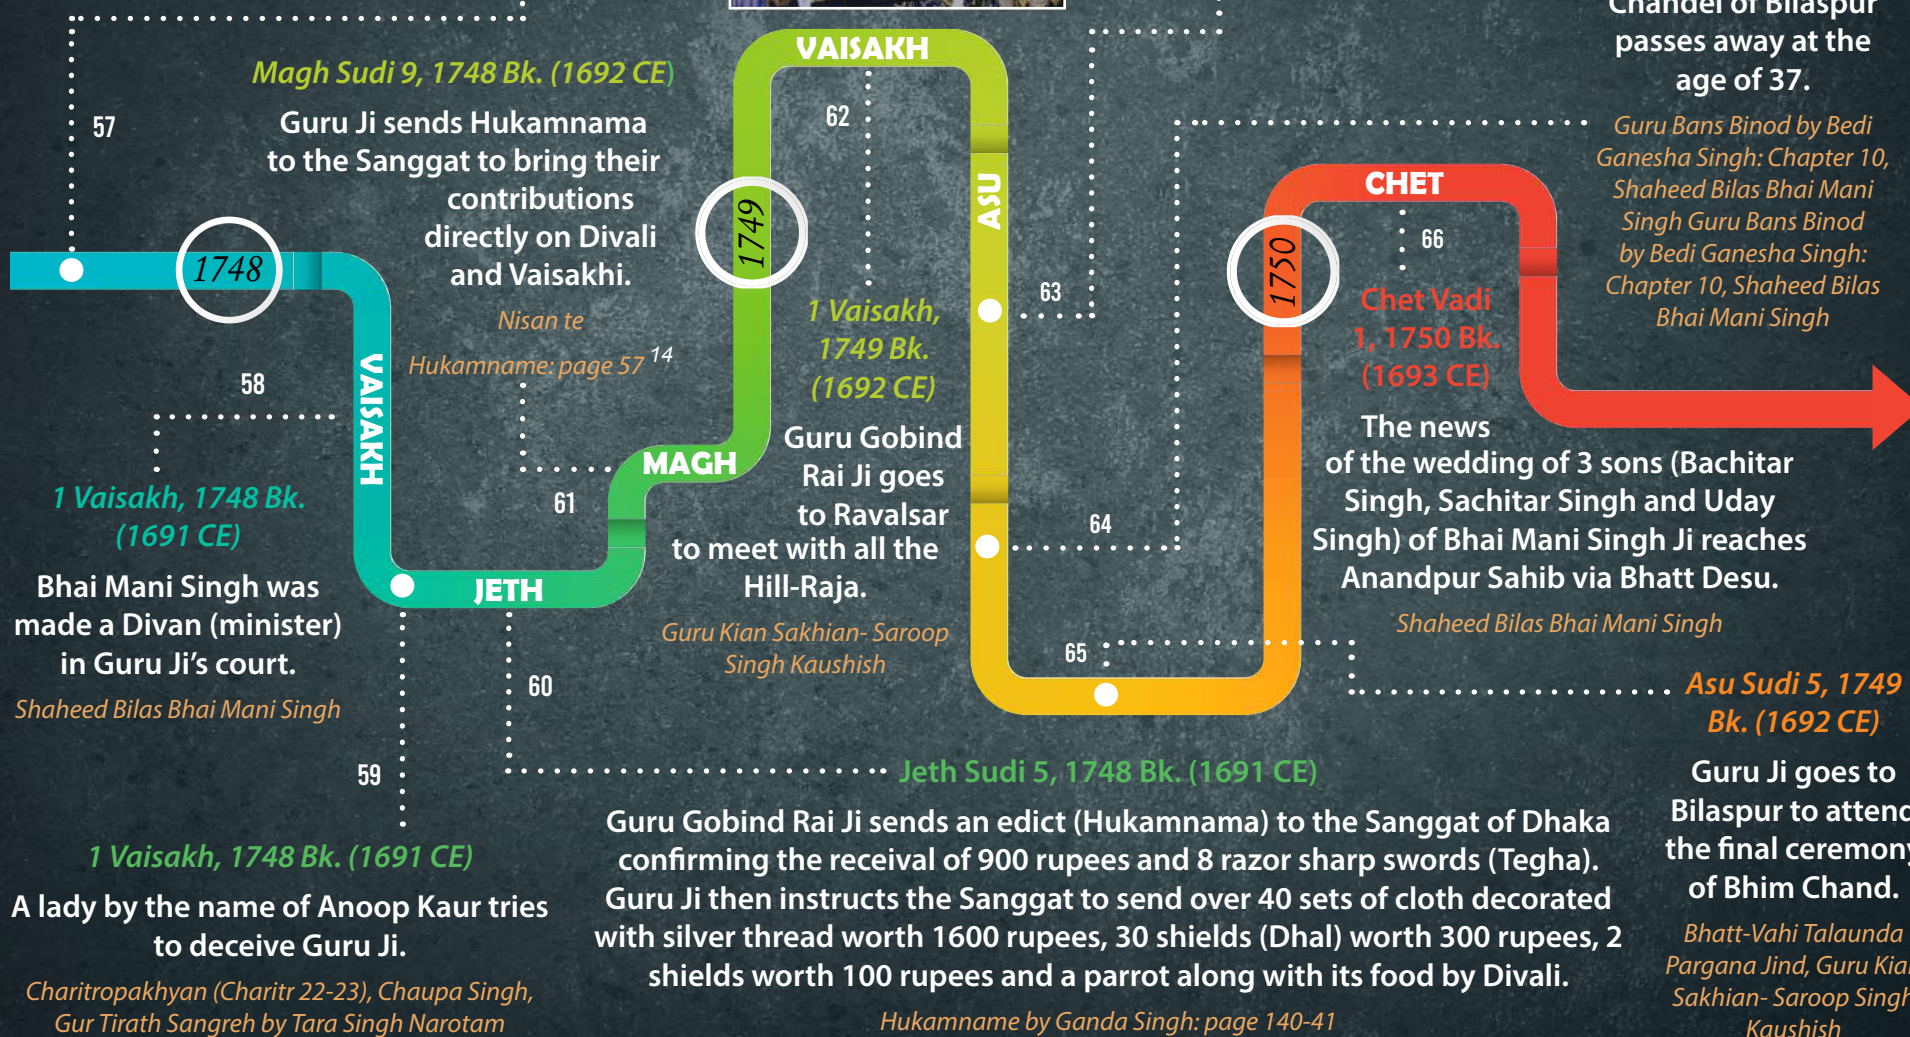 57
Magh Sudi 9, 1748 Bk. (1692 CE)
Guru Ji sends Hukamnama
to the Sanggat to bring their
contributions
directly on Divali
and Vaisakhi.
Nisan te
Hukamname: page 57 14
1748
58
VAISAKH
1 Vaisakh, 1748 Bk.
(1691 CE)
Bhai Mani Singh was
made a Divan (minister)
in Guru Ji’s court.
Shaheed Bilas Bhai Mani Singh
59
1 Vaisakh, 1748 Bk. (1691 CE)
A lady by the name of Anoop Kaur tries
to deceive Guru Ji.
Charitropakhyan (Charitr 22-23), Chaupa Singh,
Gur Tirath Sangreh by Tara Singh Narotam
JETH
60
Jeth Sudi 5, 1748 Bk. (1691 CE)
Guru Gobind Rai Ji sends an edict (Hukamnama) to the Sanggat of Dhaka
confirming the receival of 900 rupees and 8 razor sharp swords (Tegha).
Guru Ji then instructs the Sanggat to send over 40 sets of cloth decorated
with silver thread worth 1600 rupees, 30 shields (Dhal) worth 300 rupees, 2
shields worth 100 rupees and a parrot along with its food by Divali.
Hukamname by Ganda Singh: page 140-41
61
MAGH
1749
VAISAKH
62
1 Vaisakh,
1749 Bk.
(1692 CE)
Guru Gobind
Rai Ji goes
to Ravalsar
to meet with all the
Hill-Raja.
Guru Kian Sakhian- Saroop
Singh Kaushish
ASU
63
64
65
1750
CHET
66
Chet Vadi
1, 1750 Bk.
(1693 CE)
The news
of the wedding of 3 sons (Bachitar
Singh, Sachitar Singh and Uday
Singh) of Bhai Mani Singh Ji reaches
Anandpur Sahib via Bhatt Desu.
Shaheed Bilas Bhai Mani Singh
Chandel of Bilaspur
passes away at the
age of 37.
Guru Bans Binod by Bedi
Ganesha Singh: Chapter 10,
Shaheed Bilas Bhai Mani
Singh Guru Bans Binod
by Bedi Ganesha Singh:
Chapter 10, Shaheed Bilas
Bhai Mani Singh
Asu Sudi 5, 1749
Bk. (1692 CE)
Guru Ji goes to
Bilaspur to attend
the final ceremony
of Bhim Chand.
Bhatt-Vahi Talaunda
Pargana Jind, Guru Kian
Sakhian- Saroop Singh
Kaushish